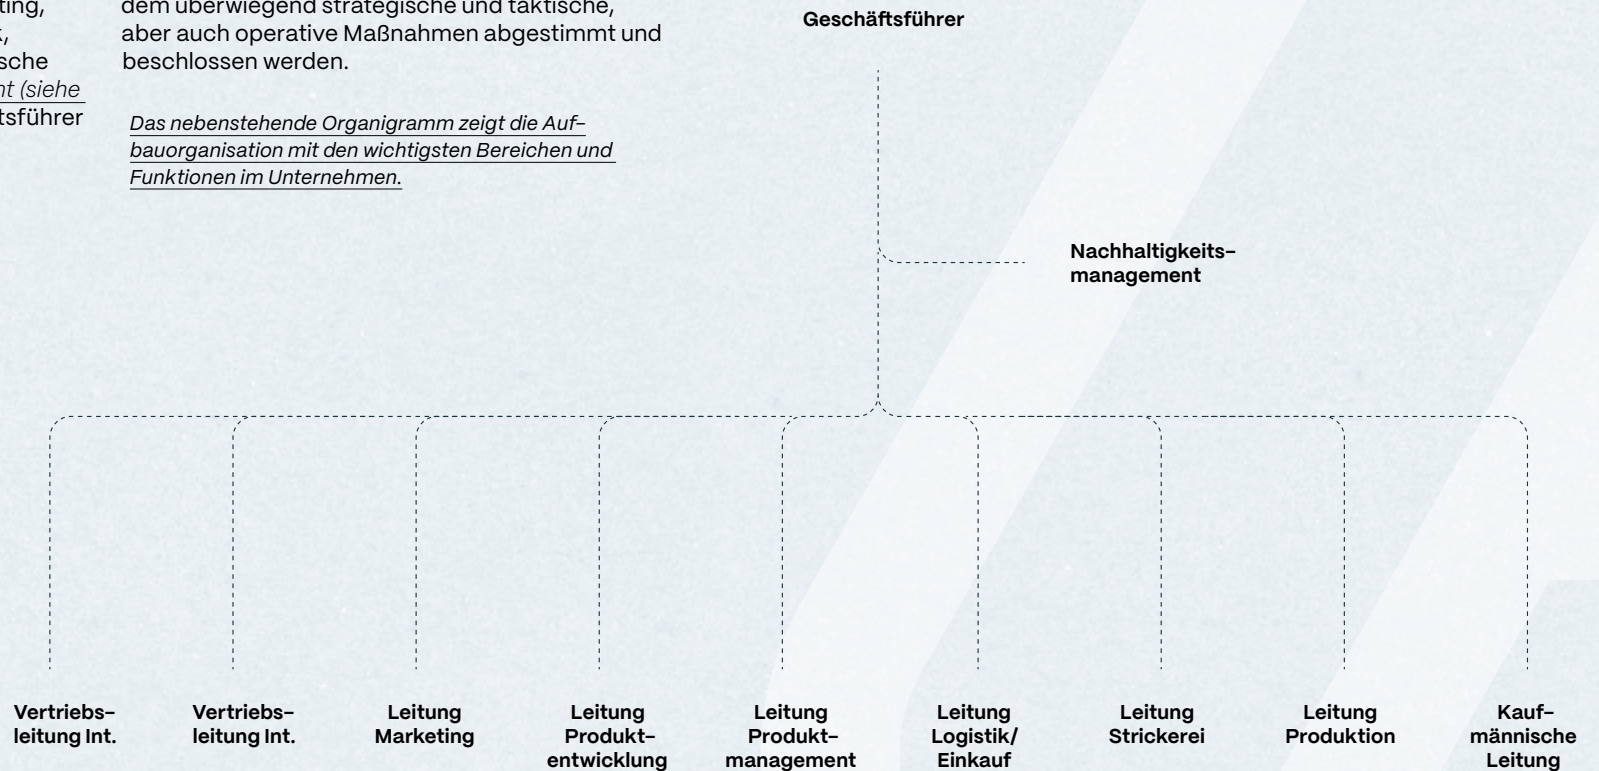 ting,
k,
sche
nt (siehe
tsführer
dem überwiegend strategische und taktische,
aber auch operative Maßnahmen abgestimmt und
beschlossen werden.
Das nebenstehende Organigramm zeigt die Auf-
bauorganisation mit den wichtigsten Bereichen und
Funktionen im Unternehmen.
Geschäftsführer
Nachhaltigkeits-
management
Vertriebs-
leitung Int.
Vertriebs-
leitung Int.
Leitung
Marketing
Leitung
Produkt-
entwicklung
Leitung
Produkt-
management
Leitung
Logistik/
Einkauf
Leitung
Strickerei
Leitung
Produktion
Kauf-
männische
Leitung